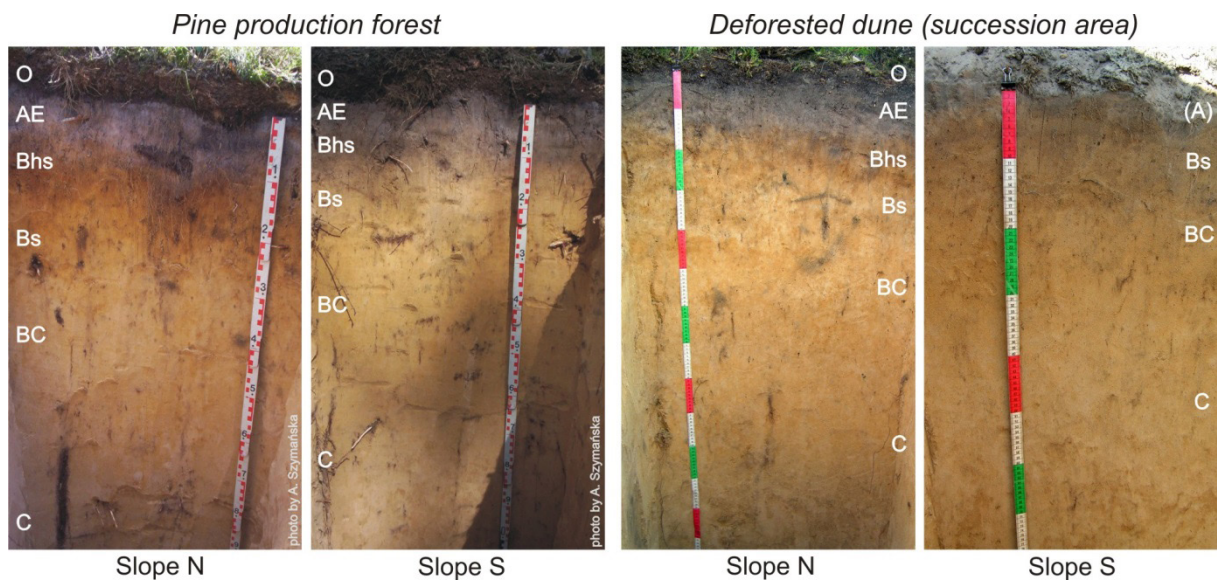 Pine production forest
Deforested dune (succession area)
O
AE
Bhs
Bs
BC
C
photo by A. Szymańska
O
AE
Bhs
Bs
BC
C
photo by A. Szymańska
O
AE
Bhs
Bs
BC
C
(A)
Bs
BC
C
Slope N
Slope S
Slope N
Slope S